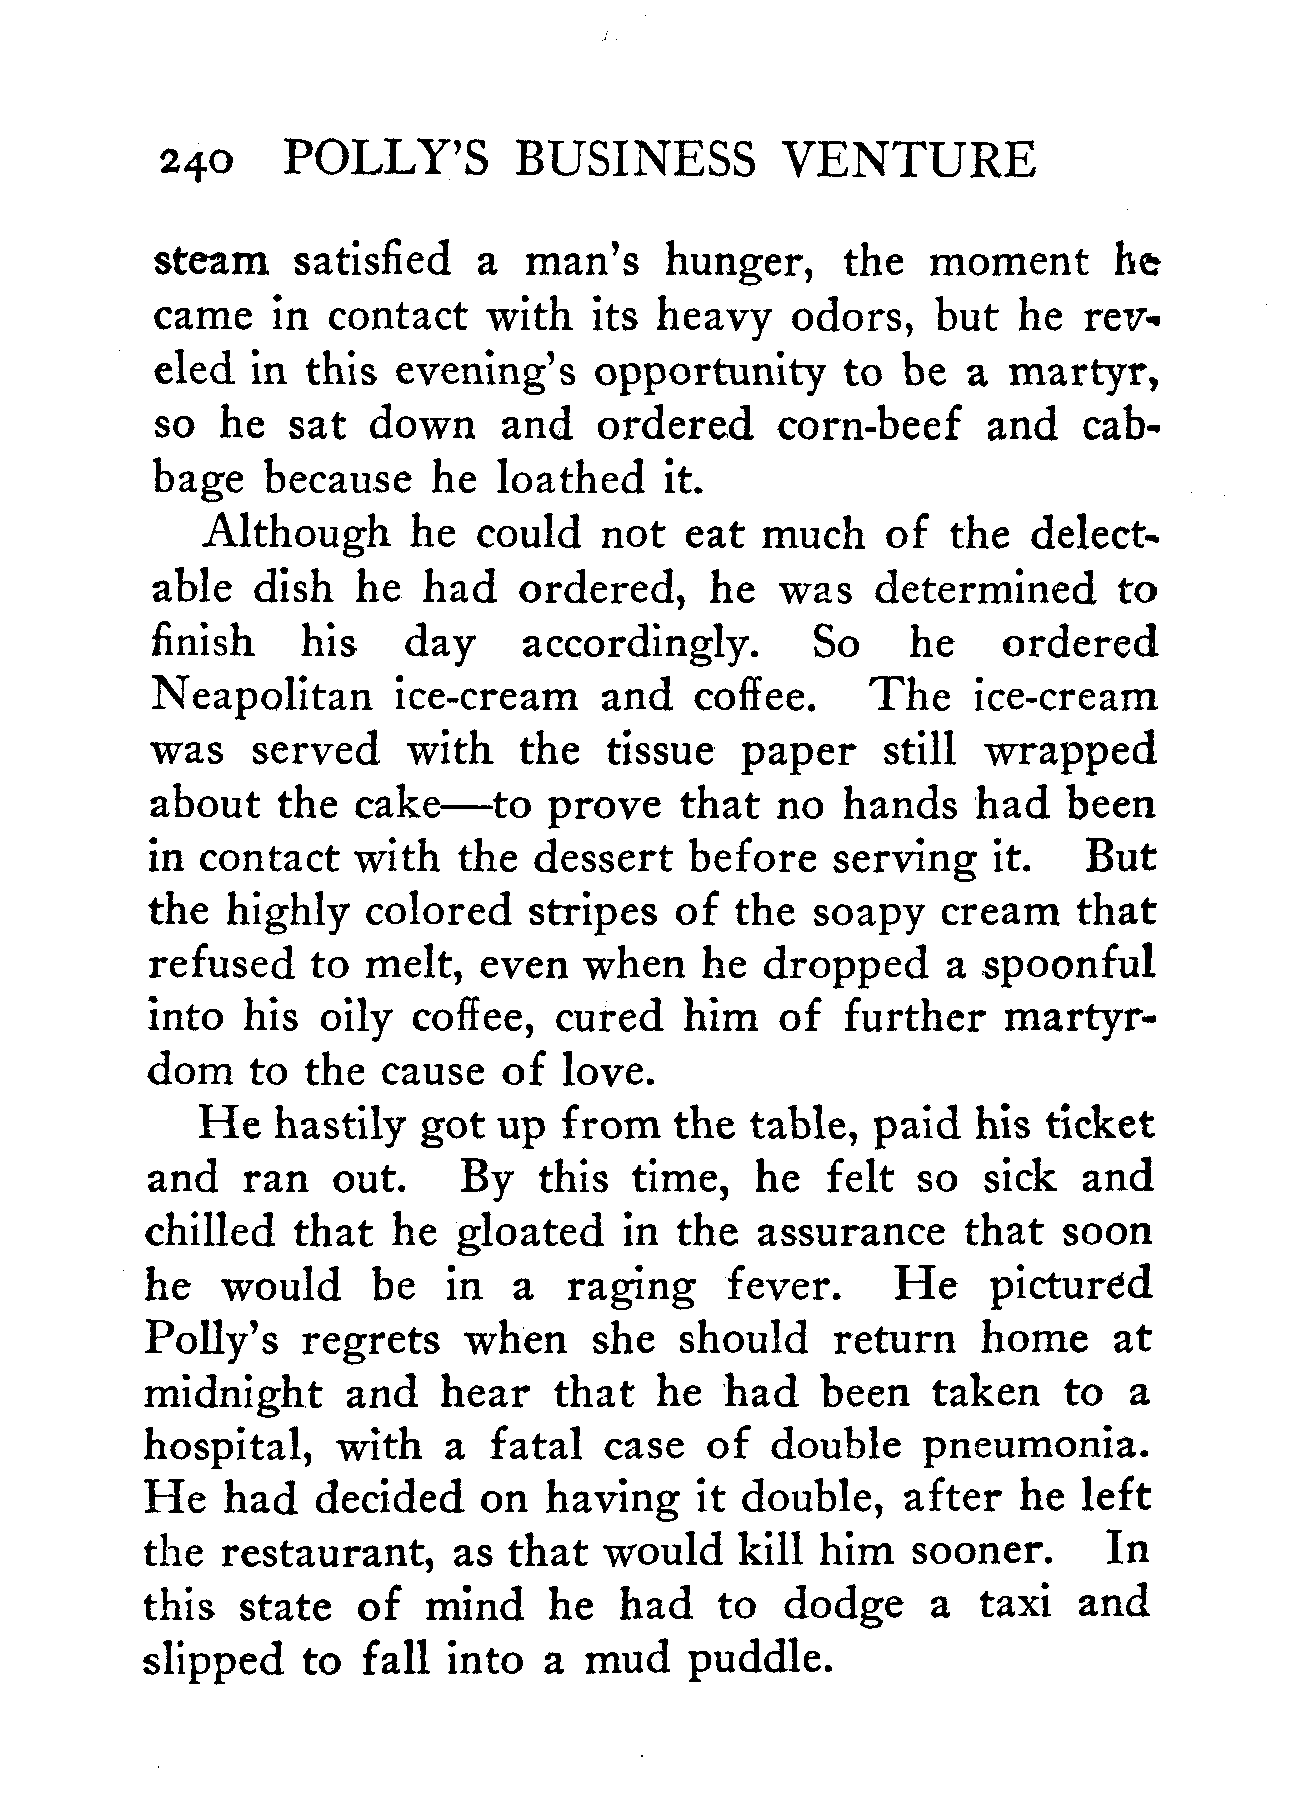 240 POLLY'S BUSINESS VENTURE
steam satisfied a man's hunger, the moment he
came in contact with its heavy odors, but he rev-
eled in this evening's opportunity to be a martyr,
so he sat down and ordered corn-beef and cab-
bage because he loathed it.
Although he could not eat much of the delect-
able dish he had ordered, he was determined to
finish his day accordingly. So he ordered
Neapolitan ice-cream and coffee. The ice-cream
was served with the tissue paper still wrapped
about the cake—to prove that no hands had been
in contact with the dessert before serving it. But
the highly colored stripes of the soapy cream that
refused to melt, even when he dropped a spoonful
into his oily coffee, cured him of further martyr-
dom to the cause of love.
He hastily got up from the table, paid his ticket
and ran out. By this time, he felt so sick and
chilled that he gloated in the assurance that soon
he would be in a raging fever. He pictured
Polly's regrets when she should return home at
midnight and hear that he had been taken to a
hospital, with a fatal case of double pneumonia.
He had decided on having it double, after he left
the restaurant, as that would kill him sooner. In
this state of mind he had to dodge a taxi and
slipped to fall into a mud puddle.